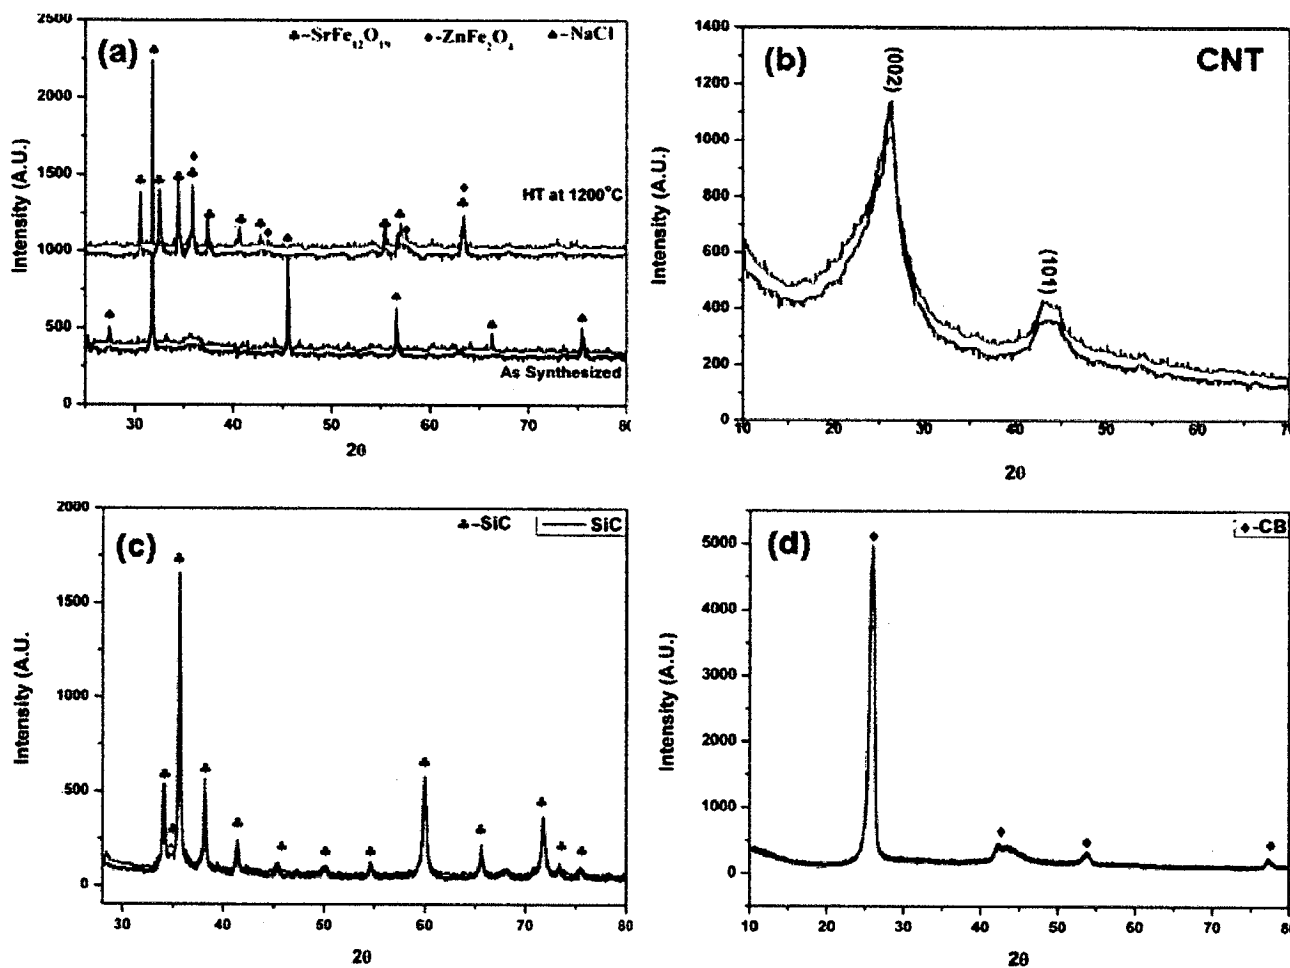 (a)
♣-SrFe₁₂O₁₉ ♦-ZnFe₂O₄ ♠-NaCl
2500
2000
1500
1000
500
0
Intensity (A.U.)
HT at 1200°C
As Synthesized
30 40 50 60 70 80
2θ
(b)
CNT
(002)
(101)
1400
1200
1000
800
600
400
200
0
Intensity (A.U.)
10 20 30 40 50 60 70
2θ
(c)
♣-SiC SiC
2000
1500
1000
500
0
Intensity (A.U.
30 40 50 60 70 80
2θ
(d)
♦-CB
5000
4000
3000
2000
1000
0
Intensity (A.U.)
10 20 30 40 50 60 70 80
2θ